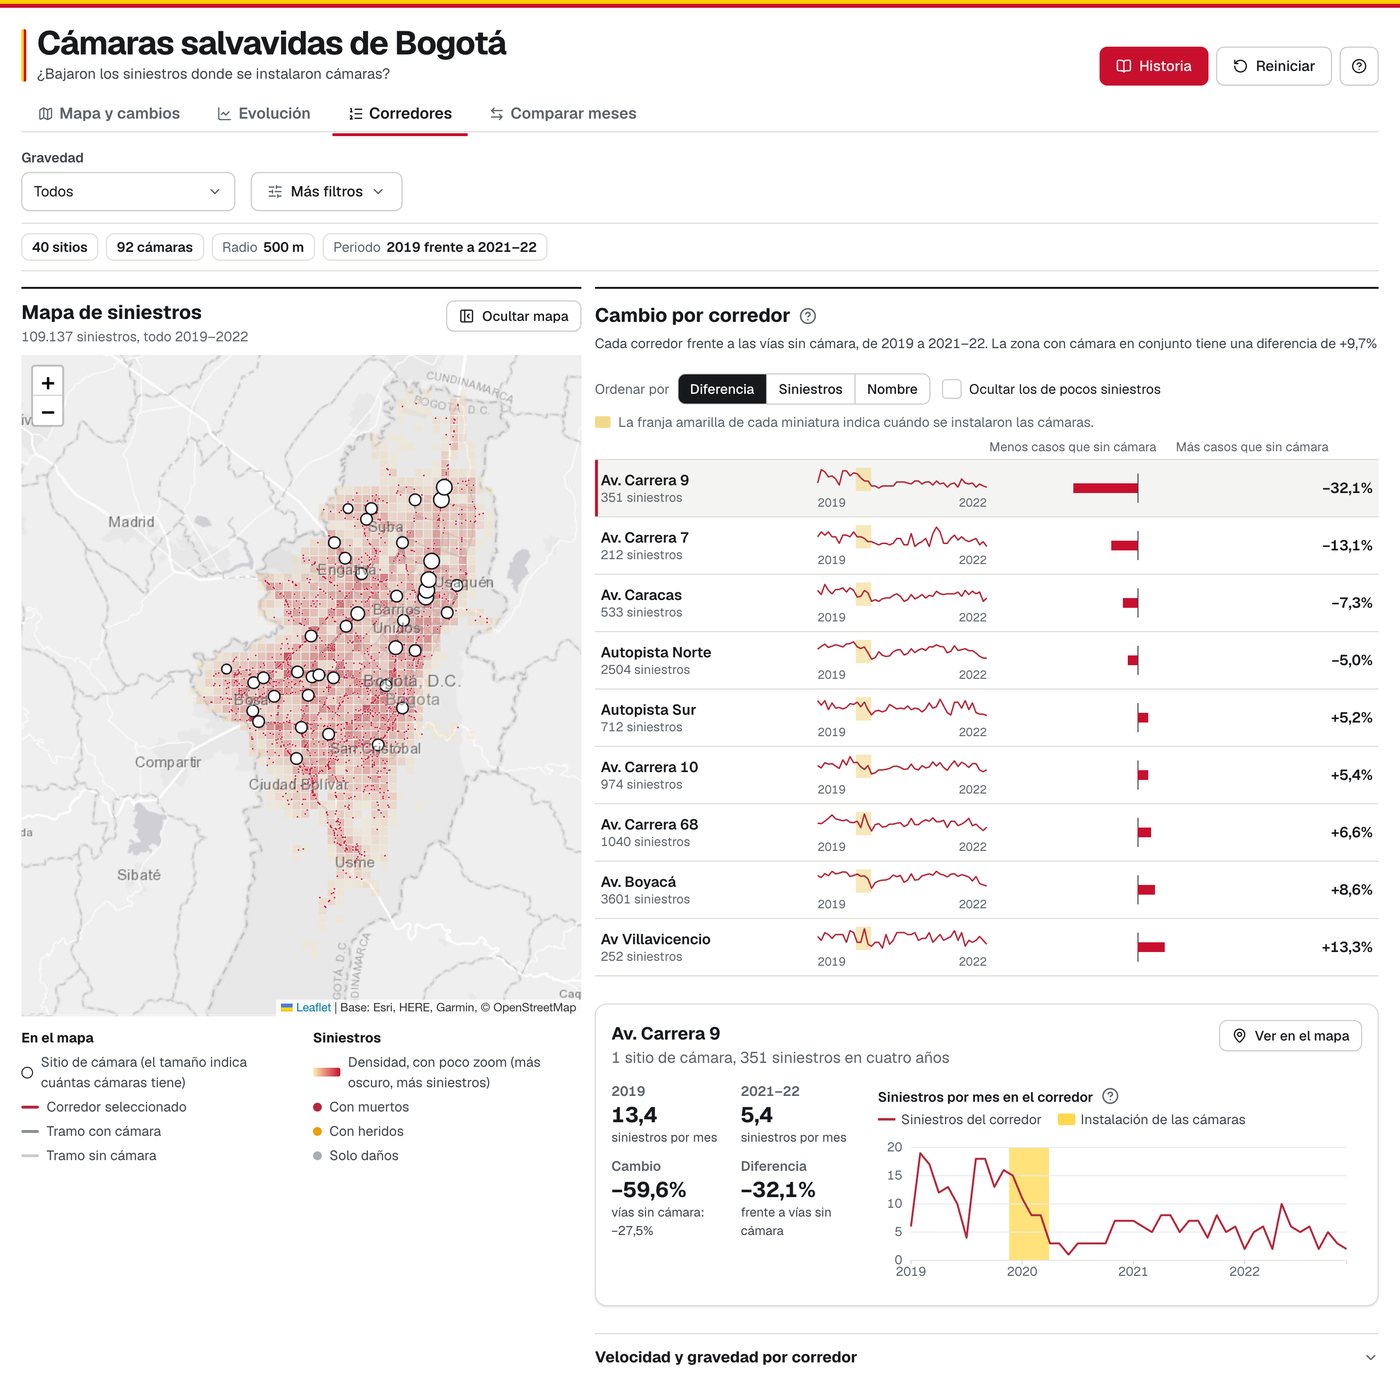 Cámaras salvavidas de Bogotá
¿Bajaron los siniestros donde se instalaron cámaras?
Historia
Reiniciar
Mapa y cambios
Evolución
Corredores
Comparar meses
Gravedad
Todos
Más filtros
40 sitios
92 cámaras
Radio 500 m
Periodo 2019 frente a 2021–22
Mapa de siniestros
109.137 siniestros, todo 2019–2022
Ocultar mapa
+
−
CUNDINAMARCA
BOGOTÁ, D.C.
Madrid
Suba
Engativá
Usaquén
Barrios
Unidos
Bogotá, D.C.
Bogota
Bosa
San Cristóbal
Compartir
Ciudad Bolívar
da
Usme
Sibaté
Leaflet | Base: Esri, HERE, Garmin, © OpenStreetMap
En el mapa
Sitio de cámara (el tamaño indica
cuántas cámaras tiene)
Corredor seleccionado
Tramo con cámara
Tramo sin cámara
Siniestros
Densidad, con poco zoom (más
oscuro, más siniestros)
Con muertos
Con heridos
Solo daños
Cambio por corredor
Cada corredor frente a las vías sin cámara, de 2019 a 2021–22. La zona con cámara en conjunto tiene una diferencia de +9,7%
Ordenar por
Diferencia
Siniestros
Nombre
Ocultar los de pocos siniestros
La franja amarilla de cada miniatura indica cuándo se instalaron las cámaras.
Menos casos que sin cámara
Más casos que sin cámara
Av. Carrera 9
351 siniestros
2019 2022
−32,1%
Av. Carrera 7
212 siniestros
2019 2022
−13,1%
Av. Caracas
533 siniestros
2019 2022
−7,3%
Autopista Norte
2504 siniestros
2019 2022
−5,0%
Autopista Sur
712 siniestros
2019 2022
+5,2%
Av. Carrera 10
974 siniestros
2019 2022
+5,4%
Av. Carrera 68
1040 siniestros
2019 2022
+6,6%
Av. Boyacá
3601 siniestros
2019 2022
+8,6%
Av Villavicencio
252 siniestros
2019 2022
+13,3%
Av. Carrera 9
1 sitio de cámara, 351 siniestros en cuatro años
Ver en el mapa
2019
13,4
siniestros por mes
2021–22
5,4
siniestros por mes
Cambio
−59,6%
vías sin cámara:
−27,5%
Diferencia
−32,1%
frente a vías sin
cámara
Siniestros por mes en el corredor
Siniestros del corredor
Instalación de las cámaras
20
15
10
5
0
2019 2020 2021 2022
Velocidad y gravedad por corredor